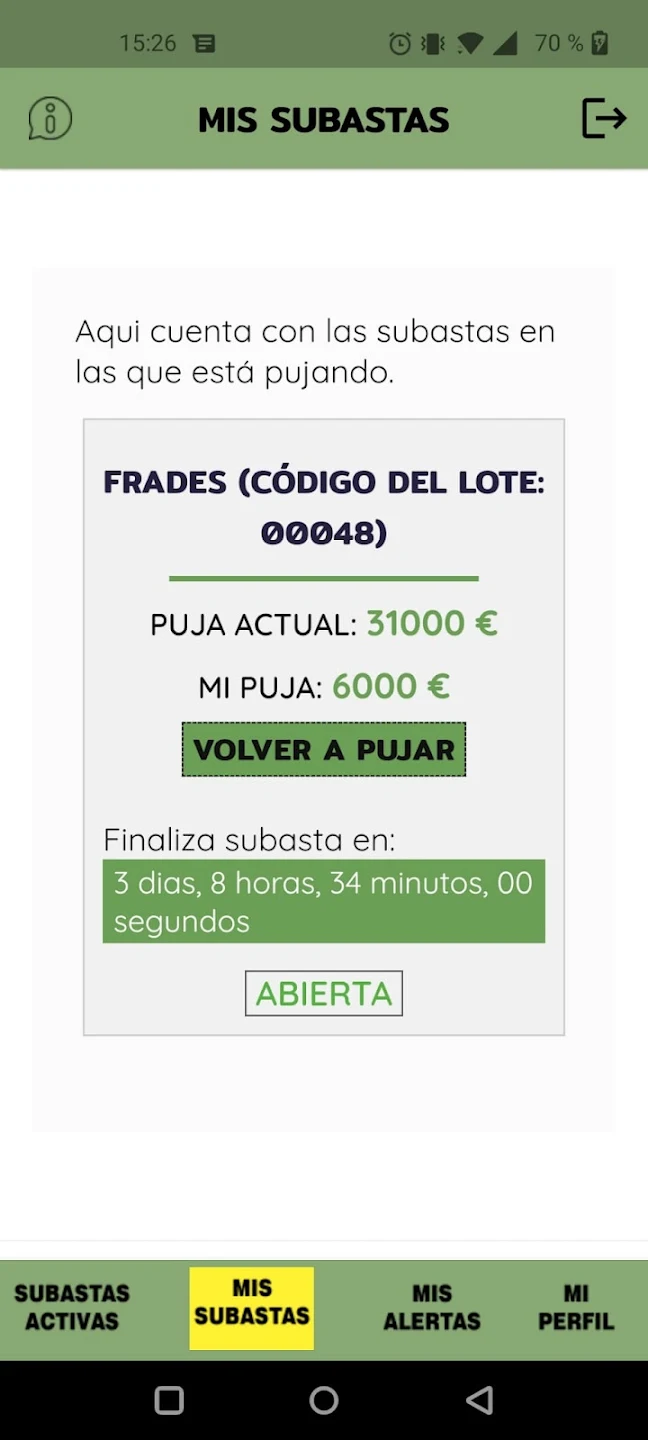 15:26
70 %
MIS SUBASTAS
Aqui cuenta con las subastas en
las que está pujando.
FRADES (CÓDIGO DEL LOTE:
00048)
PUJA ACTUAL: 31000 €
MI PUJA: 6000 €
VOLVER A PUJAR
Finaliza subasta en:
3 dias, 8 horas, 34 minutos, 00
segundos
ABIERTA
SUBASTAS
ACTIVAS
MIS
SUBASTAS
MIS
ALERTAS
MI
PERFIL